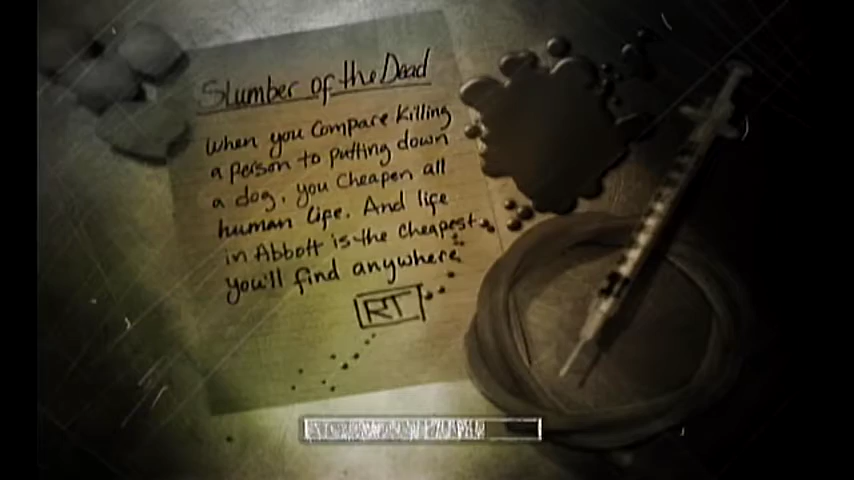 Slumber of the Dead
When you compare killing
a person to putting down
a dog, you cheapen all
human life. And life
in Abbott is the cheapest
you'll find anywhere.
RT